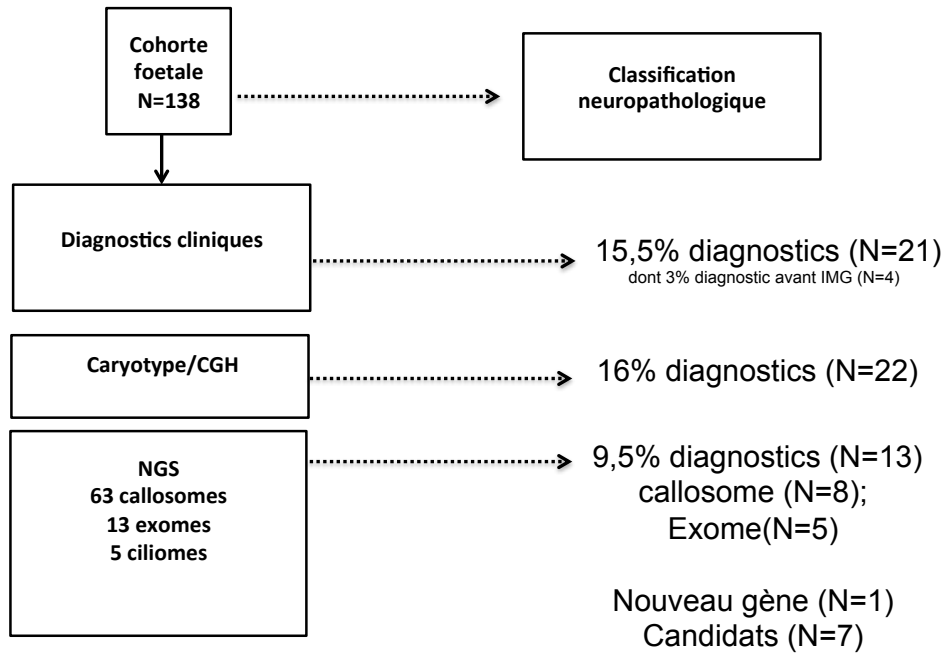 Cohorte
foetale
N=138
Classification
neuropathologique
Diagnostics cliniques
15,5% diagnostics (N=21)
dont 3% diagnostic avant IMG (N=4)
Caryotype/CGH
16% diagnostics (N=22)
NGS
63 callosomes
13 exomes
5 ciliomes
9,5% diagnostics (N=13)
callosome (N=8);
Exome(N=5)
Nouveau gène (N=1)
Candidats (N=7)